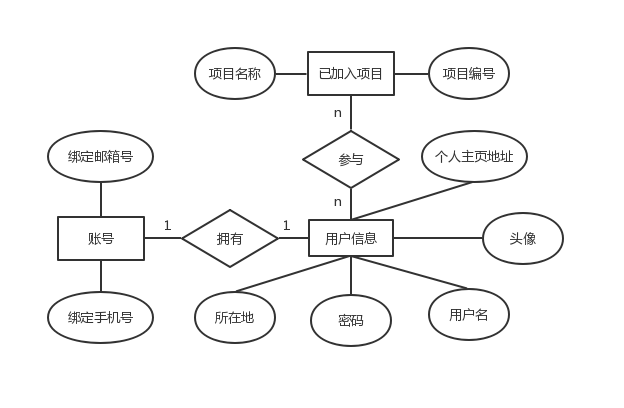 项目名称
已加入项目
项目编号
n
绑定邮箱号
参与
个人主页地址
n
账号
1
拥有
1
用户信息
头像
绑定手机号
所在地
密码
用户名